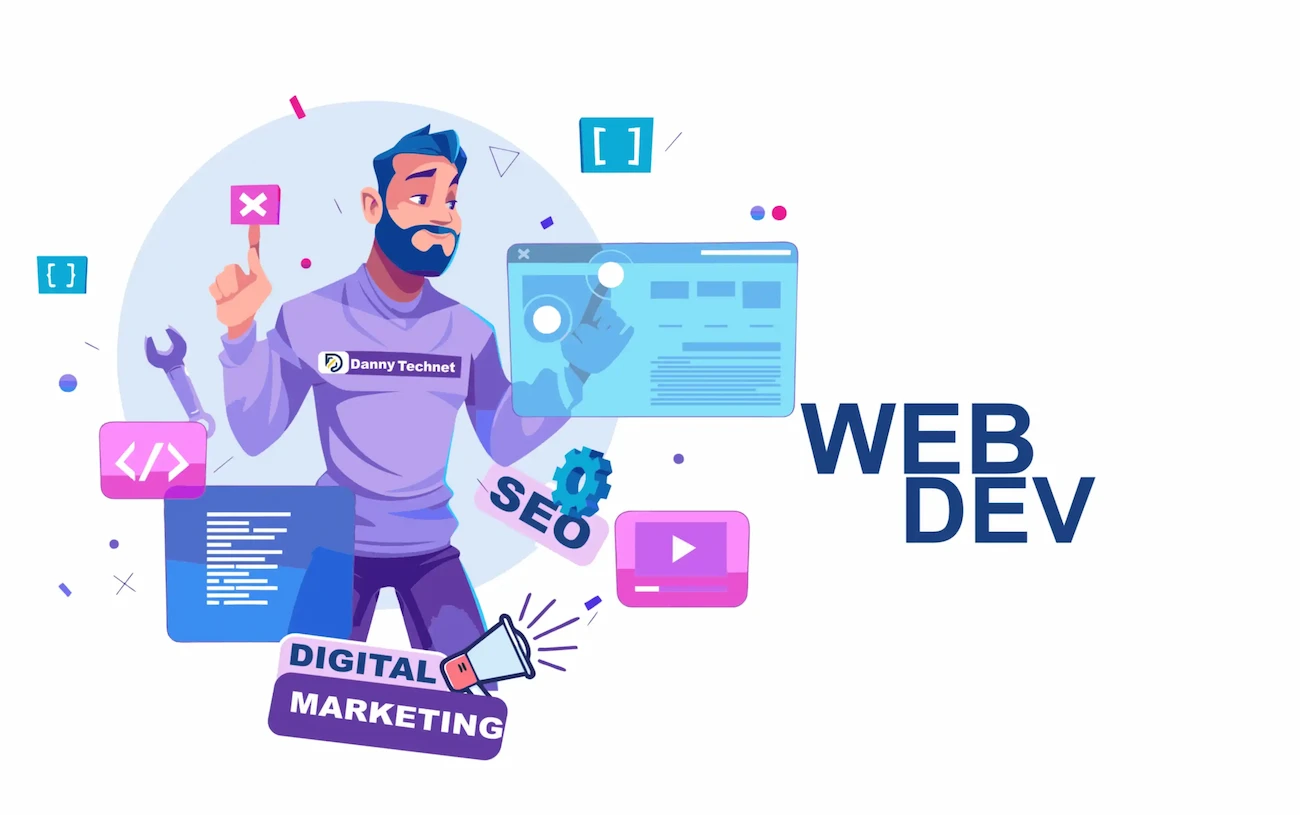 [ ]
{ }
Danny Technet
</>
WEB
DEV
SEO
DIGITAL
MARKETING